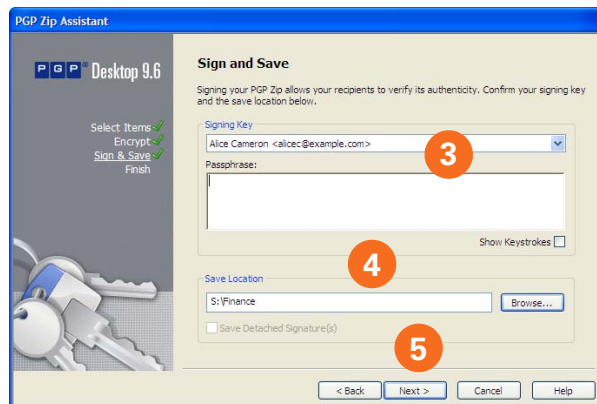 PGP Zip Assistant
PGP® Desktop 9.6
Select Items
Encrypt
Sign & Save
Finish
Sign and Save
Signing your PGP Zip allows your recipients to verify its authenticity. Confirm your signing key
and the save location below.
Signing Key
Alice Cameron <alicec@example.com>
3
Passphrase:
Show Keystrokes
4
Save Location
S:\Finance
Browse...
Save Detached Signature(s)
5
< Back
Next >
Cancel
Help